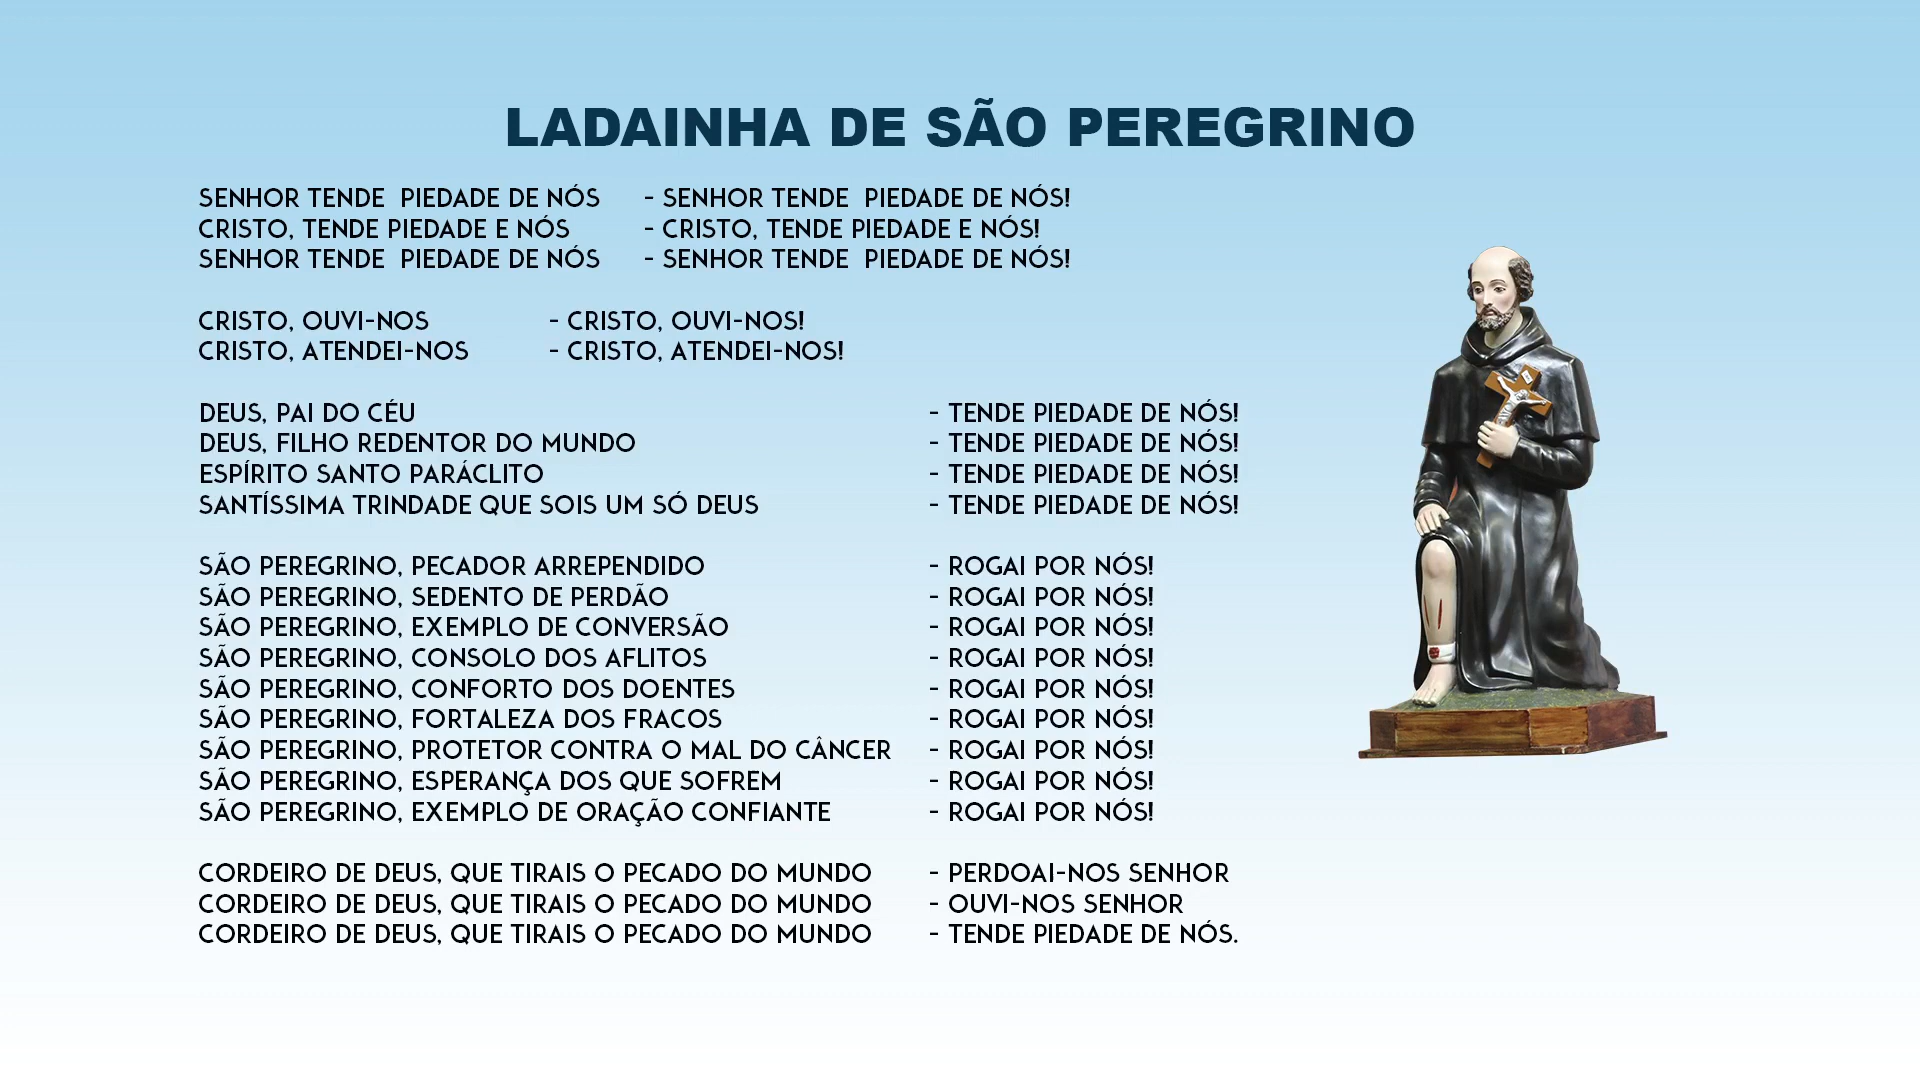 LADAINHA DE SÃO PEREGRINO
SENHOR TENDE PIEDADE DE NÓS - SENHOR TENDE PIEDADE DE NÓS!
CRISTO, TENDE PIEDADE E NÓS - CRISTO, TENDE PIEDADE E NÓS!
SENHOR TENDE PIEDADE DE NÓS - SENHOR TENDE PIEDADE DE NÓS!
CRISTO, OUVI-NOS - CRISTO, OUVI-NOS!
CRISTO, ATENDEI-NOS - CRISTO, ATENDEI-NOS!
DEUS, PAI DO CÉU - TENDE PIEDADE DE NÓS!
DEUS, FILHO REDENTOR DO MUNDO - TENDE PIEDADE DE NÓS!
ESPÍRITO SANTO PARÁCLITO - TENDE PIEDADE DE NÓS!
SANTÍSSIMA TRINDADE QUE SOIS UM SÓ DEUS - TENDE PIEDADE DE NÓS!
SÃO PEREGRINO, PECADOR ARREPENDIDO - ROGAI POR NÓS!
SÃO PEREGRINO, SEDENTO DE PERDÃO - ROGAI POR NÓS!
SÃO PEREGRINO, EXEMPLO DE CONVERSÃO - ROGAI POR NÓS!
SÃO PEREGRINO, CONSOLO DOS AFLITOS - ROGAI POR NÓS!
SÃO PEREGRINO, CONFORTO DOS DOENTES - ROGAI POR NÓS!
SÃO PEREGRINO, FORTALEZA DOS FRACOS - ROGAI POR NÓS!
SÃO PEREGRINO, PROTETOR CONTRA O MAL DO CÂNCER - ROGAI POR NÓS!
SÃO PEREGRINO, ESPERANÇA DOS QUE SOFREM - ROGAI POR NÓS!
SÃO PEREGRINO, EXEMPLO DE ORAÇÃO CONFIANTE - ROGAI POR NÓS!
CORDEIRO DE DEUS, QUE TIRAIS O PECADO DO MUNDO - PERDOAI-NOS SENHOR
CORDEIRO DE DEUS, QUE TIRAIS O PECADO DO MUNDO - OUVI-NOS SENHOR
CORDEIRO DE DEUS, QUE TIRAIS O PECADO DO MUNDO - TENDE PIEDADE DE NÓS.